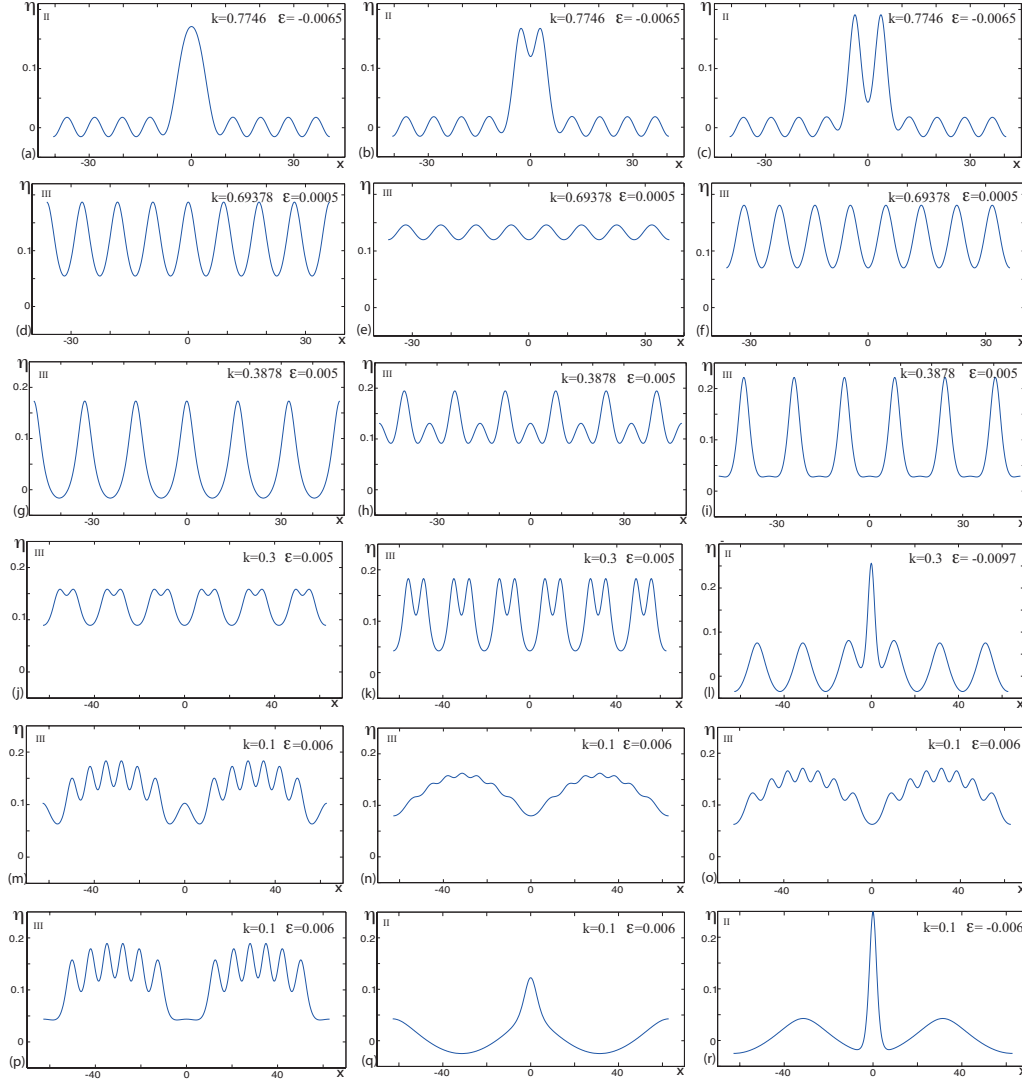 η II k=0.7746 ε= -0.0065
0.1
0
(a) -30 0 30 x
η II k=0.7746 ε= -0.0065
0.1
0
(b) -30 0 30 x
η II k=0.7746 ε= -0.0065
0.1
0
(c) -30 0 30 x
η III k=0.69378 ε=0.0005
0.1
0
(d) -30 0 30 x
η III k=0.69378 ε=0.0005
0.1
0
(e) -30 0 30 x
η III k=0.69378 ε=0.0005
0.1
0
(f) -30 0 30 x
η III k=0.3878 ε=0.005
0.2
0.1
0
(g) -30 0 30 x
η III k=0.3878 ε=0.005
0.2
0.1
0
(h) -30 0 30 x
η III k=0.3878 ε=0.005
0.2
0.1
0
(i) -30 0 30 x
η III k=0.3 ε=0.005
0.2
0.1
0
(j) -40 0 40 x
η III k=0.3 ε=0.005
0.2
0.1
0
(k) -40 0 40 x
η II k=0.3 ε= -0.0097
0.2
0.1
0
(l) -40 0 40 x
η III k=0.1 ε=0.006
0.2
0.1
0
(m) -40 0 40 x
η III k=0.1 ε=0.006
0.2
0.1
0
(n) -40 0 40 x
η III k=0.1 ε=0.006
0.2
0.1
0
(o) -40 0 40 x
η III k=0.1 ε=0.006
0.2
0.1
0
(p) -40 0 40 x
η II k=0.1 ε=0.006
0.2
0.1
0
(q) -40 0 40 x
η II k=0.1 ε= -0.006
0.2
0.1
0
(r) -40 0 40 x